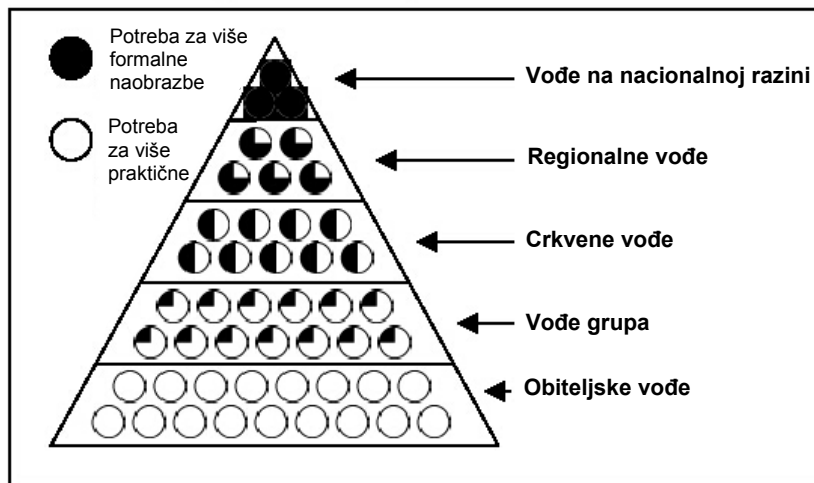 Potreba za više
formalne
naobrazbe
Potreba
za više
praktične
Vođe na nacionalnoj razini
Regionalne vođe
Crkvene vođe
Vođe grupa
Obiteljske vođe